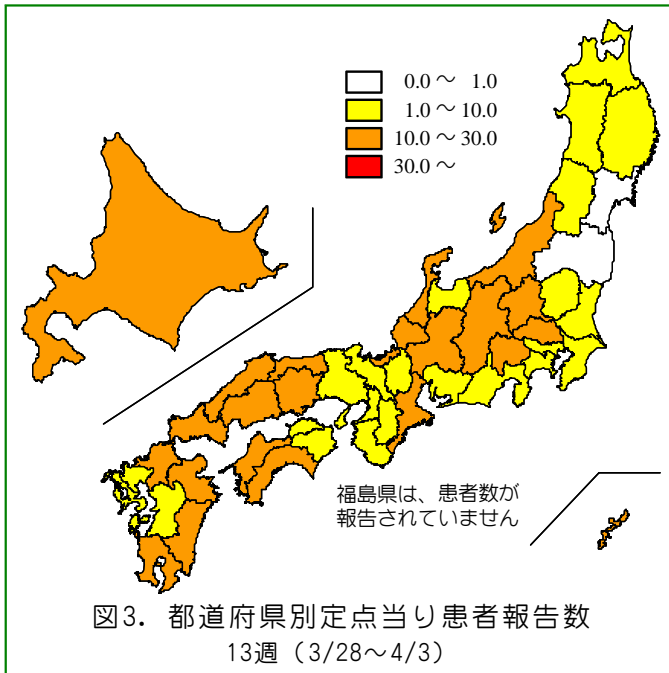 0.0～ 1.0
1.0～10.0
10.0～30.0
30.0～
福島県は、患者数が
報告されていません
図3. 都道府県別定点当り患者報告数
13週（3/28～4/3）